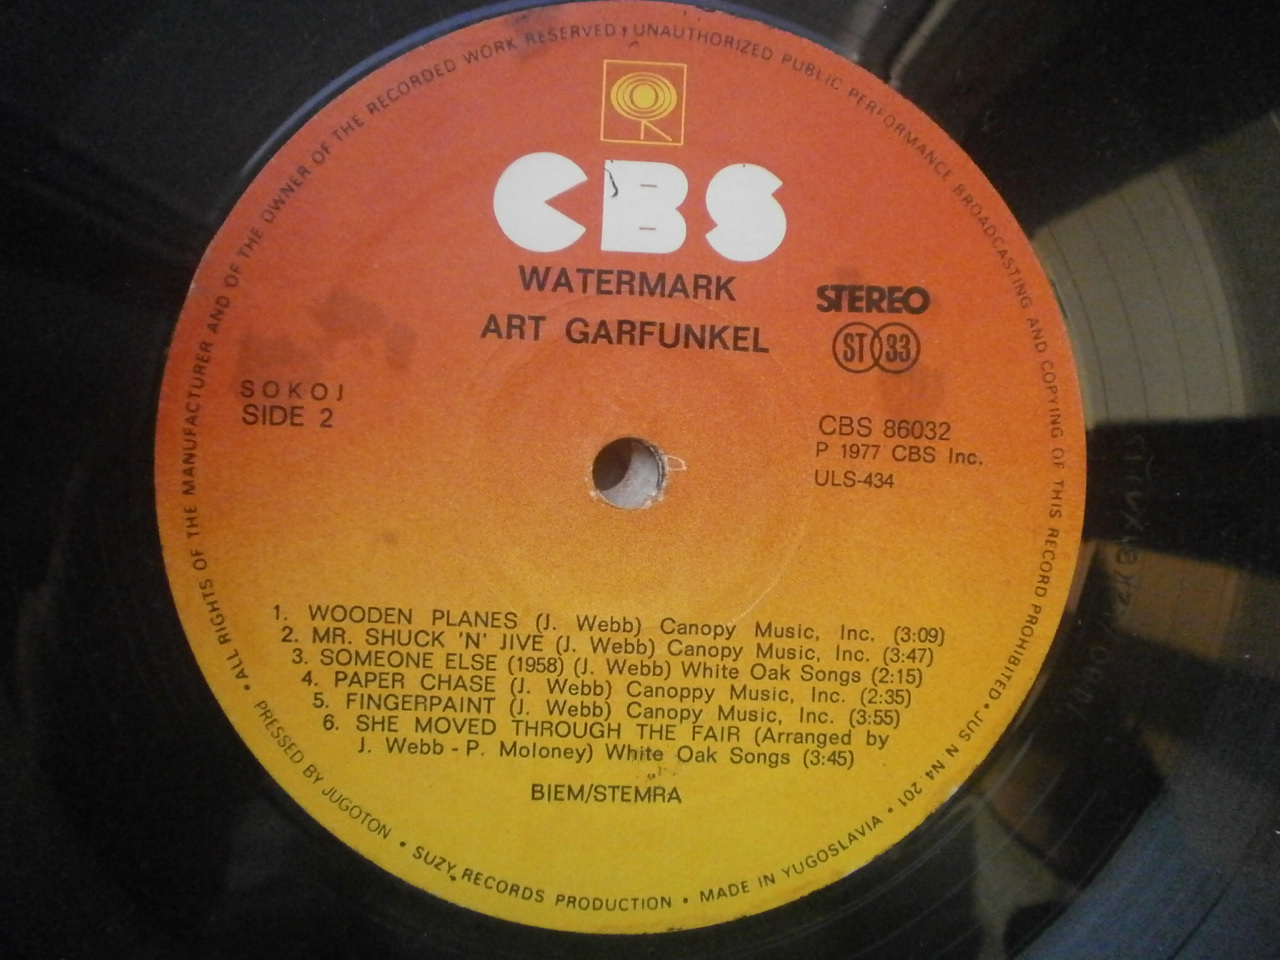 • ALL RIGHTS OF THE MANUFACTURER AND OF THE OWNER OF THE RECORDED WORK RESERVED • UNAUTHORIZED PUBLIC PERFORMANCE BROADCASTING AND COPYING OF THIS RECORD PROHIBITED • JUS N N4. 201 •
CBS
WATERMARK
ART GARFUNKEL
STEREO
ST 33
SOKOJ
SIDE 2
CBS 86032
P 1977 CBS Inc.
ULS-434
1. WOODEN PLANES (J. Webb) Canopy Music, Inc. (3:09)
2. MR. SHUCK 'N' JIVE (J. Webb) Canopy Music, Inc. (3:47)
3. SOMEONE ELSE (1958) (J. Webb) White Oak Songs (2:15)
4. PAPER CHASE (J. Webb) Canoppy Music, Inc. (2:35)
5. FINGERPAINT (J. Webb) Canopy Music, Inc. (3:55)
6. SHE MOVED THROUGH THE FAIR (Arranged by
J. Webb - P. Moloney) White Oak Songs (3:45)
BIEM/STEMRA
PRESSED BY JUGOTON • SUZY RECORDS PRODUCTION • MADE IN YUGOSLAVIA